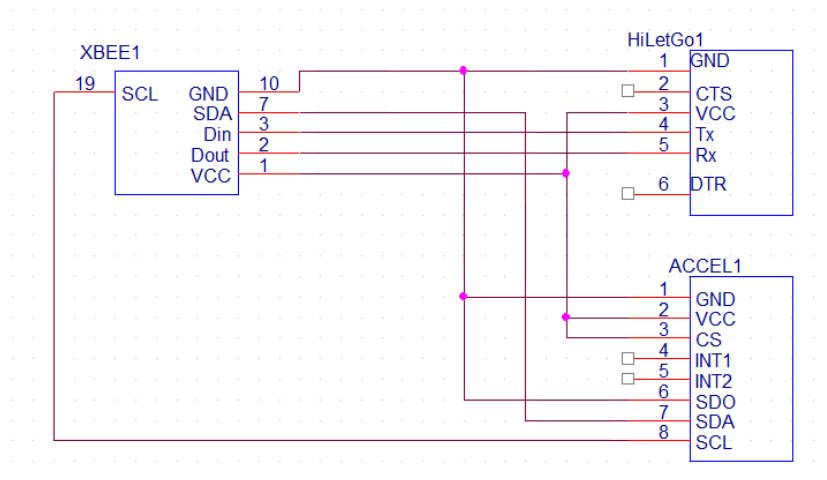 XBEE1
19 SCL GND 10
SDA 7
Din 3
Dout 2
VCC 1
HiLetGo1
1 GND
2 CTS
3 VCC
4 Tx
5 Rx
6 DTR
ACCEL1
1 GND
2 VCC
3 CS
4 INT1
5 INT2
6 SDO
7 SDA
8 SCL